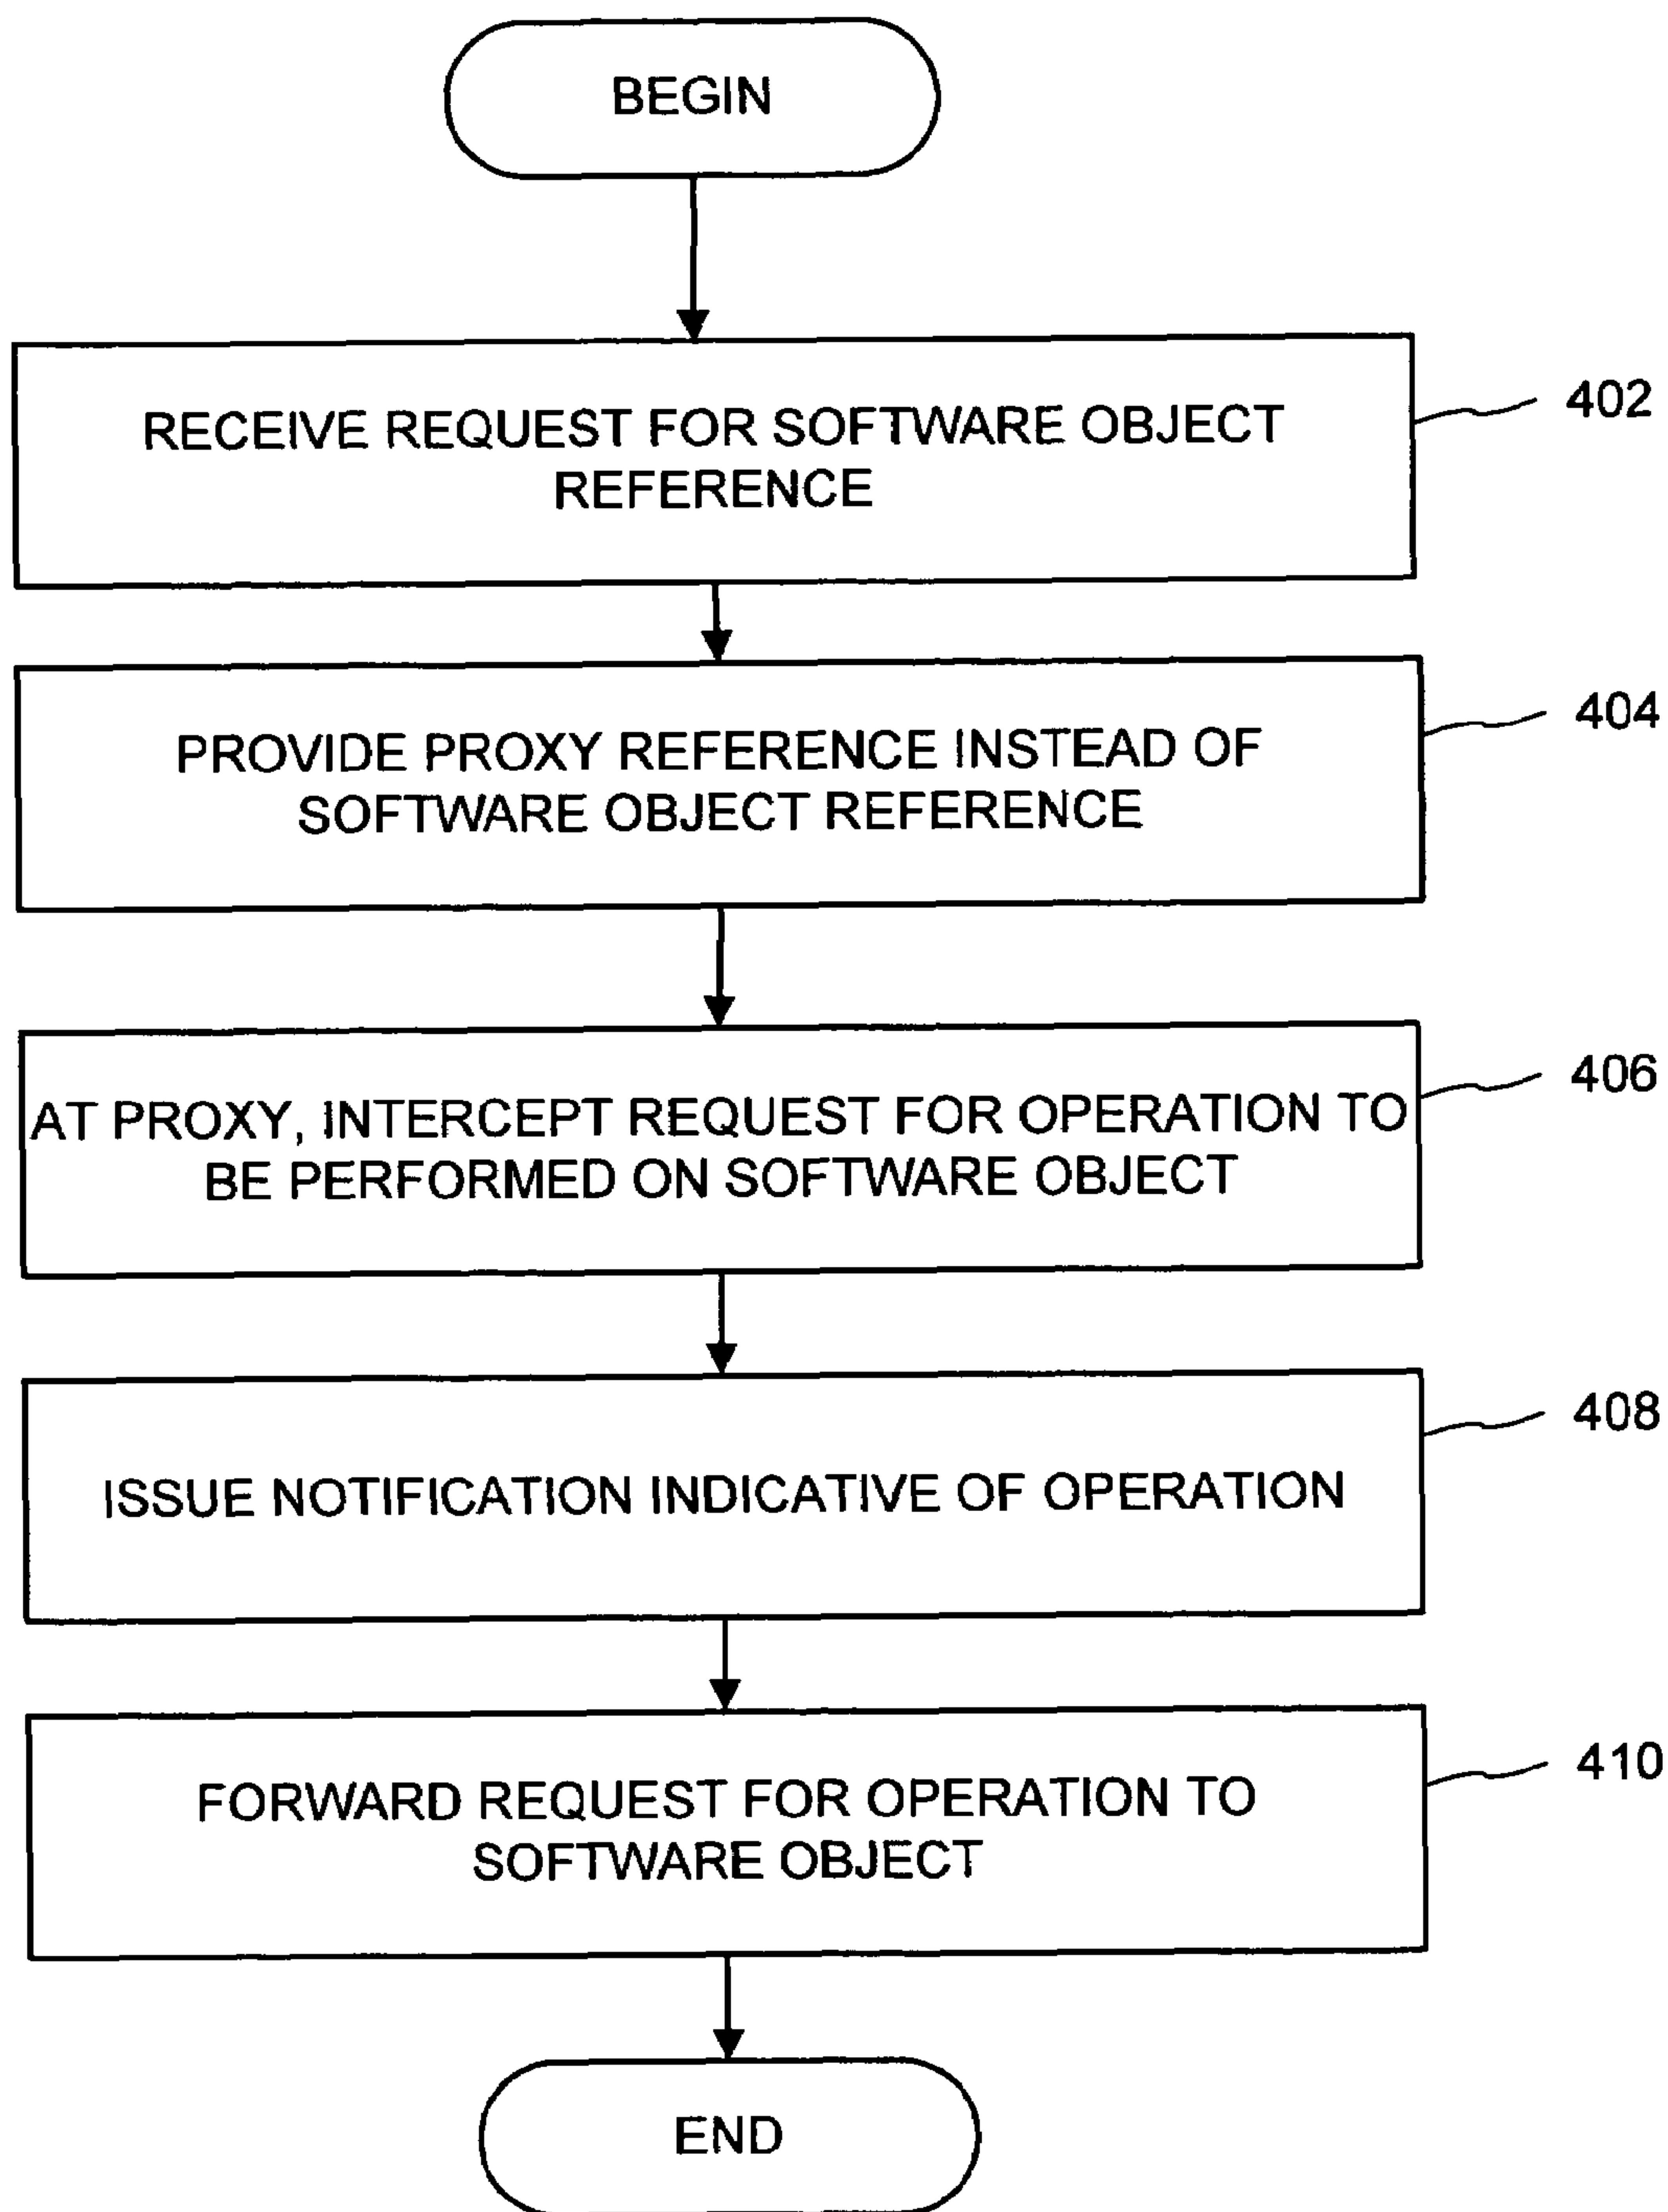 BEGIN
RECEIVE REQUEST FOR SOFTWARE OBJECT
REFERENCE
402
PROVIDE PROXY REFERENCE INSTEAD OF
SOFTWARE OBJECT REFERENCE
404
AT PROXY, INTERCEPT REQUEST FOR OPERATION TO
BE PERFORMED ON SOFTWARE OBJECT
406
ISSUE NOTIFICATION INDICATIVE OF OPERATION
408
FORWARD REQUEST FOR OPERATION TO
SOFTWARE OBJECT
410
END